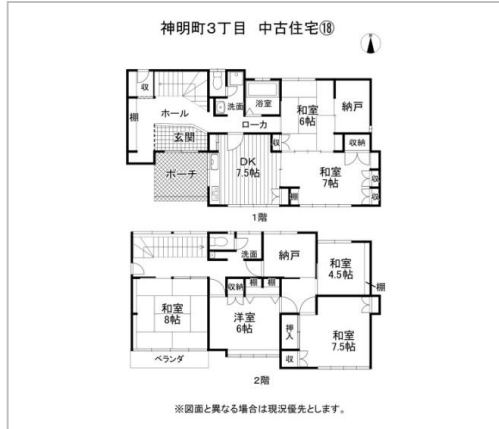 神明町3丁目 中古住宅⑱
収
棚
ホール
玄関
ポーチ
洗面
浴室
ローカ
和室
6帖
納戸
収
収納
DK
7.5帖
和室
7帖
棚
収
収
1階
洗面
納戸
和室
4.5帖
棚
収納
棚
棚
和室
8帖
洋室
6帖
押入
和室
7.5帖
収
ベランダ
2階
※図面と異なる場合は現況優先とします。